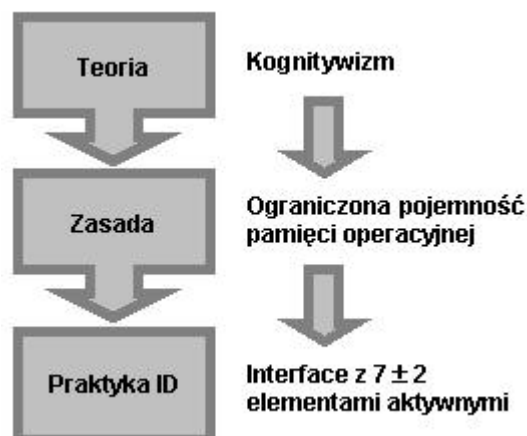 Teoria
Kognitywizm
Zasada
Ograniczona pojemność
pamięci operacyjnej
Praktyka ID
Interface z 7 ± 2
elementami aktywnymi